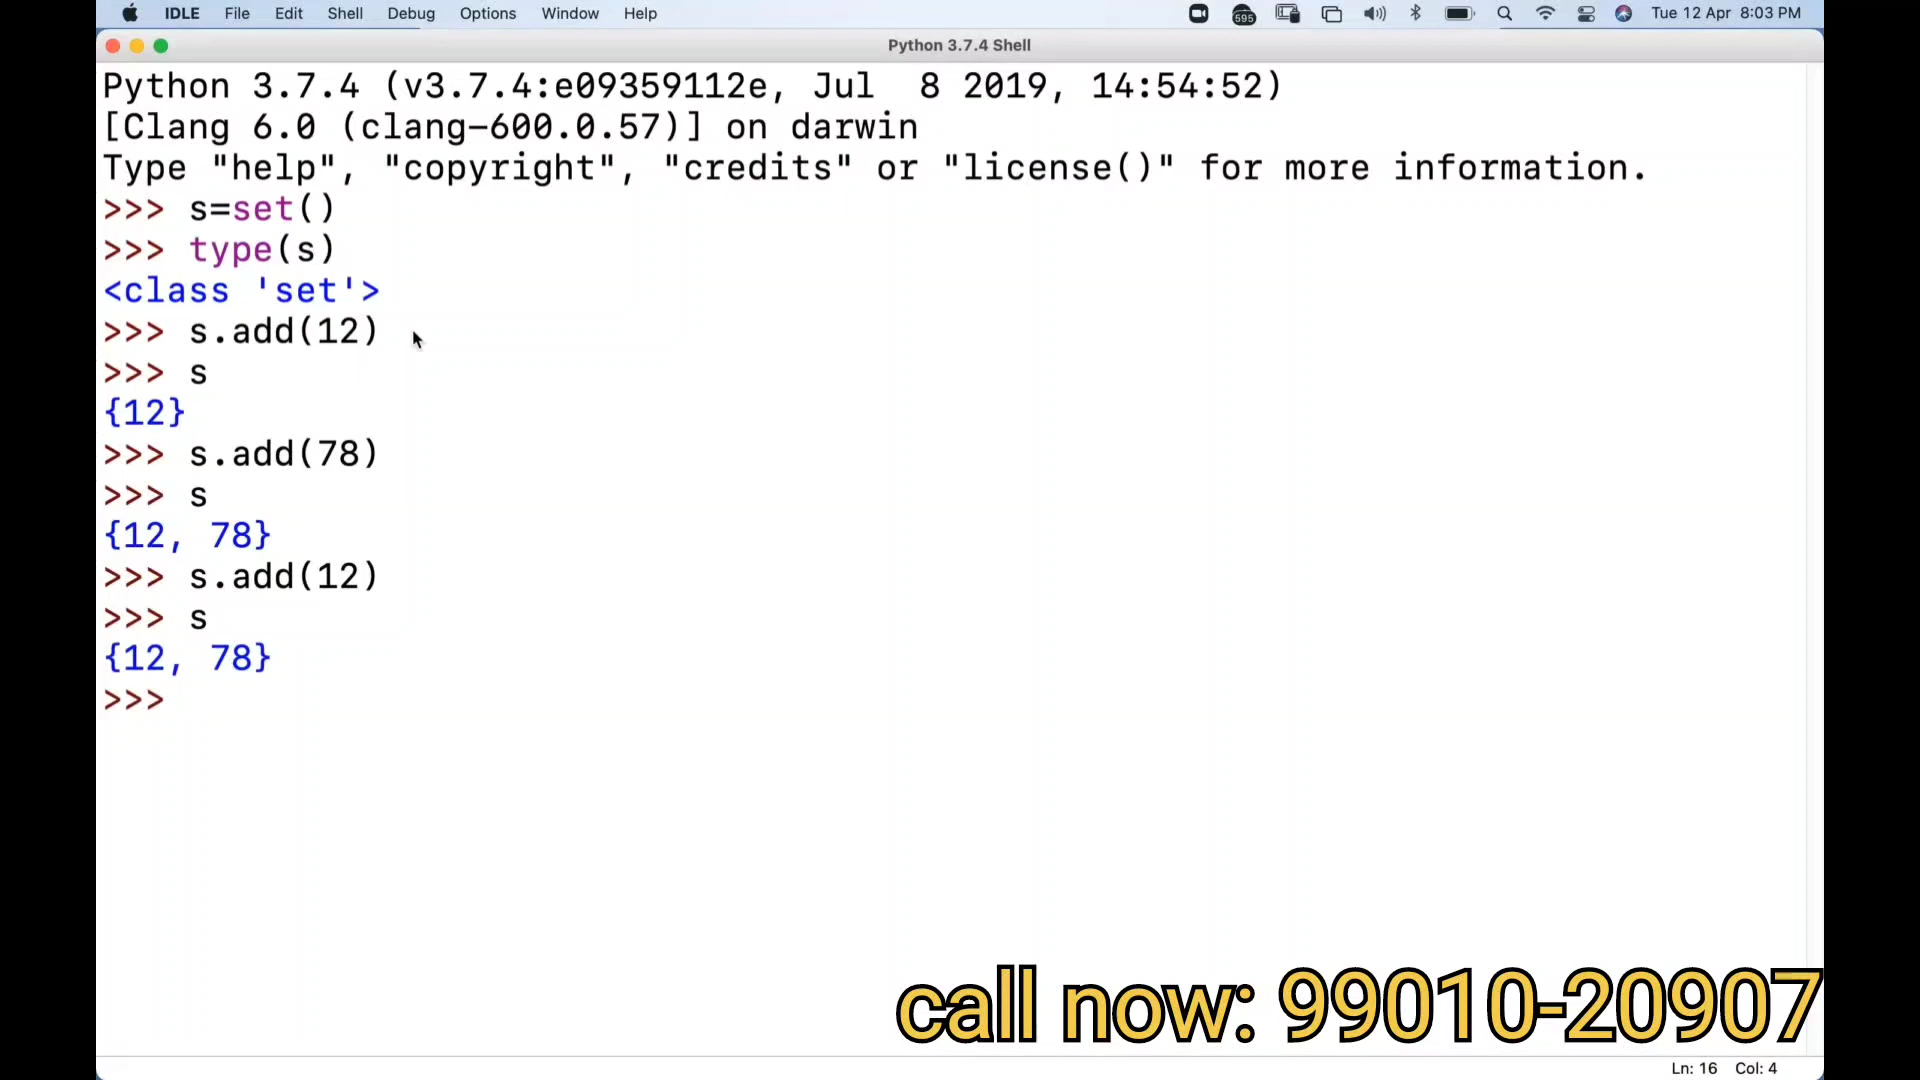 IDLE File Edit Shell Debug Options Window Help 595 Tue 12 Apr 8:03 PM
Python 3.7.4 Shell
Python 3.7.4 (v3.7.4:e09359112e, Jul  8 2019, 14:54:52)
[Clang 6.0 (clang-600.0.57)] on darwin
Type "help", "copyright", "credits" or "license()" for more information.
>>> s=set()
>>> type(s)
<class 'set'>
>>> s.add(12)
>>> s
{12}
>>> s.add(78)
>>> s
{12, 78}
>>> s.add(12)
>>> s
{12, 78}
>>>
call now: 99010-20907
Ln: 16 Col: 4